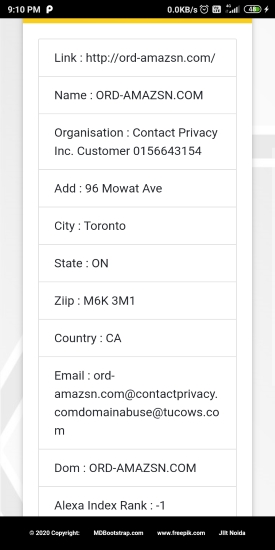 9:10 PM
0.0KB/s
4G
48
Link : http://ord-amazsn.com/
Name : ORD-AMAZSN.COM
Organisation : Contact Privacy
Inc. Customer 0156643154
Add : 96 Mowat Ave
City : Toronto
State : ON
Ziip : M6K 3M1
Country : CA
Email : ord-
amazsn.com@contactprivacy.
comdomainabuse@tucows.co
m
Dom : ORD-AMAZSN.COM
Alexa Index Rank : -1
© 2020 Copyright: MDBootstrap.com www.freepik.com JIIt Noida